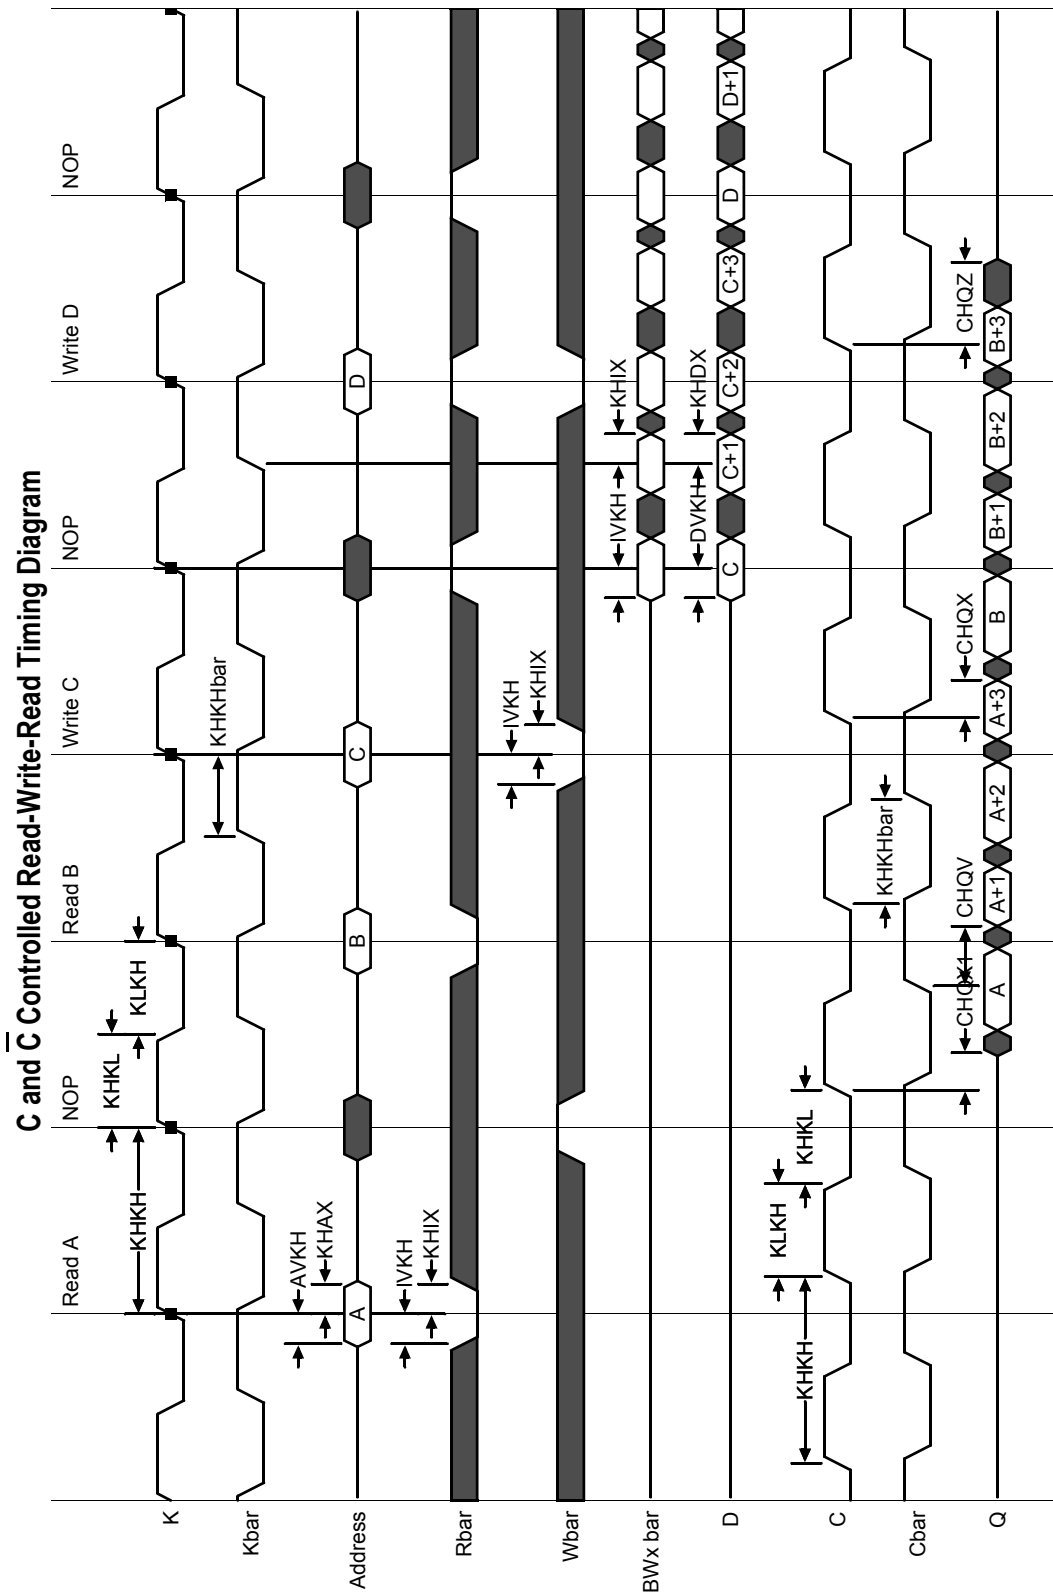 C and C̅ Controlled Read-Write-Read Timing Diagram
Read A
NOP
Read B
Write C
NOP
Write D
NOP
K
KHKH
KHKL
KLKH
Kbar
KHKHbar
Address
AVKH
KHAX
A
B
C
D
Rbar
IVKH
KHIX
Wbar
IVKH
KHIX
BWx bar
IVKH
KHIX
D
DVKH
KHDX
C
C+1
C+2
C+3
D
D+1
C
KHKH
KLKH
KHKL
Cbar
KHKHbar
Q
CHQX1
CHQV
CHQX
CHQZ
A
A+1
A+2
A+3
B
B+1
B+2
B+3